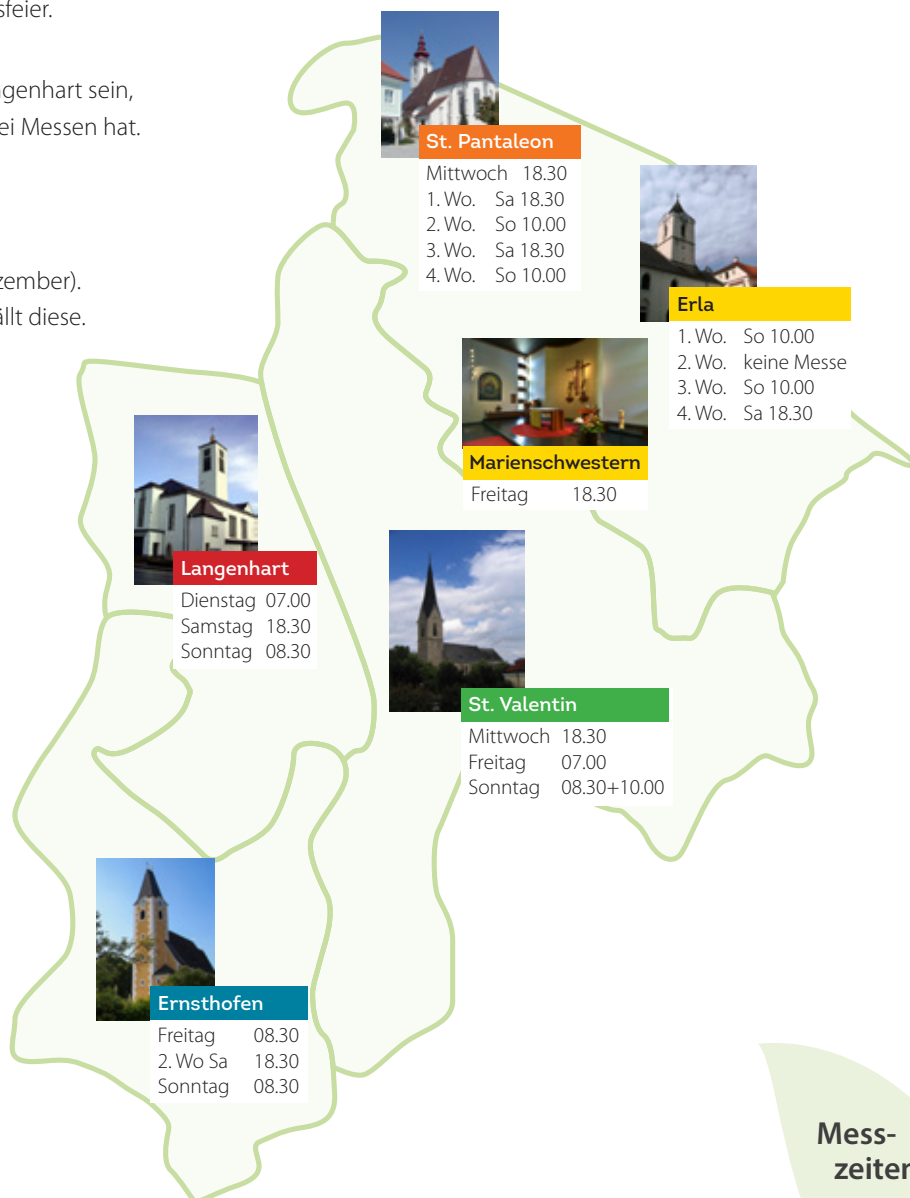 sfeier.
genhart sein,
ei Messen hat.
zember).
ällt diese.
St. Pantaleon
Mittwoch 18.30
1. Wo. Sa 18.30
2. Wo. So 10.00
3. Wo. Sa 18.30
4. Wo. So 10.00
Erla
1. Wo. So 10.00
2. Wo. keine Messe
3. Wo. So 10.00
4. Wo. Sa 18.30
Marienschwestern
Freitag 18.30
Langenhart
Dienstag 07.00
Samstag 18.30
Sonntag 08.30
St. Valentin
Mittwoch 18.30
Freitag 07.00
Sonntag 08.30+10.00
Ernsthofen
Freitag 08.30
2. Wo Sa 18.30
Sonntag 08.30
Mess-
zeiten